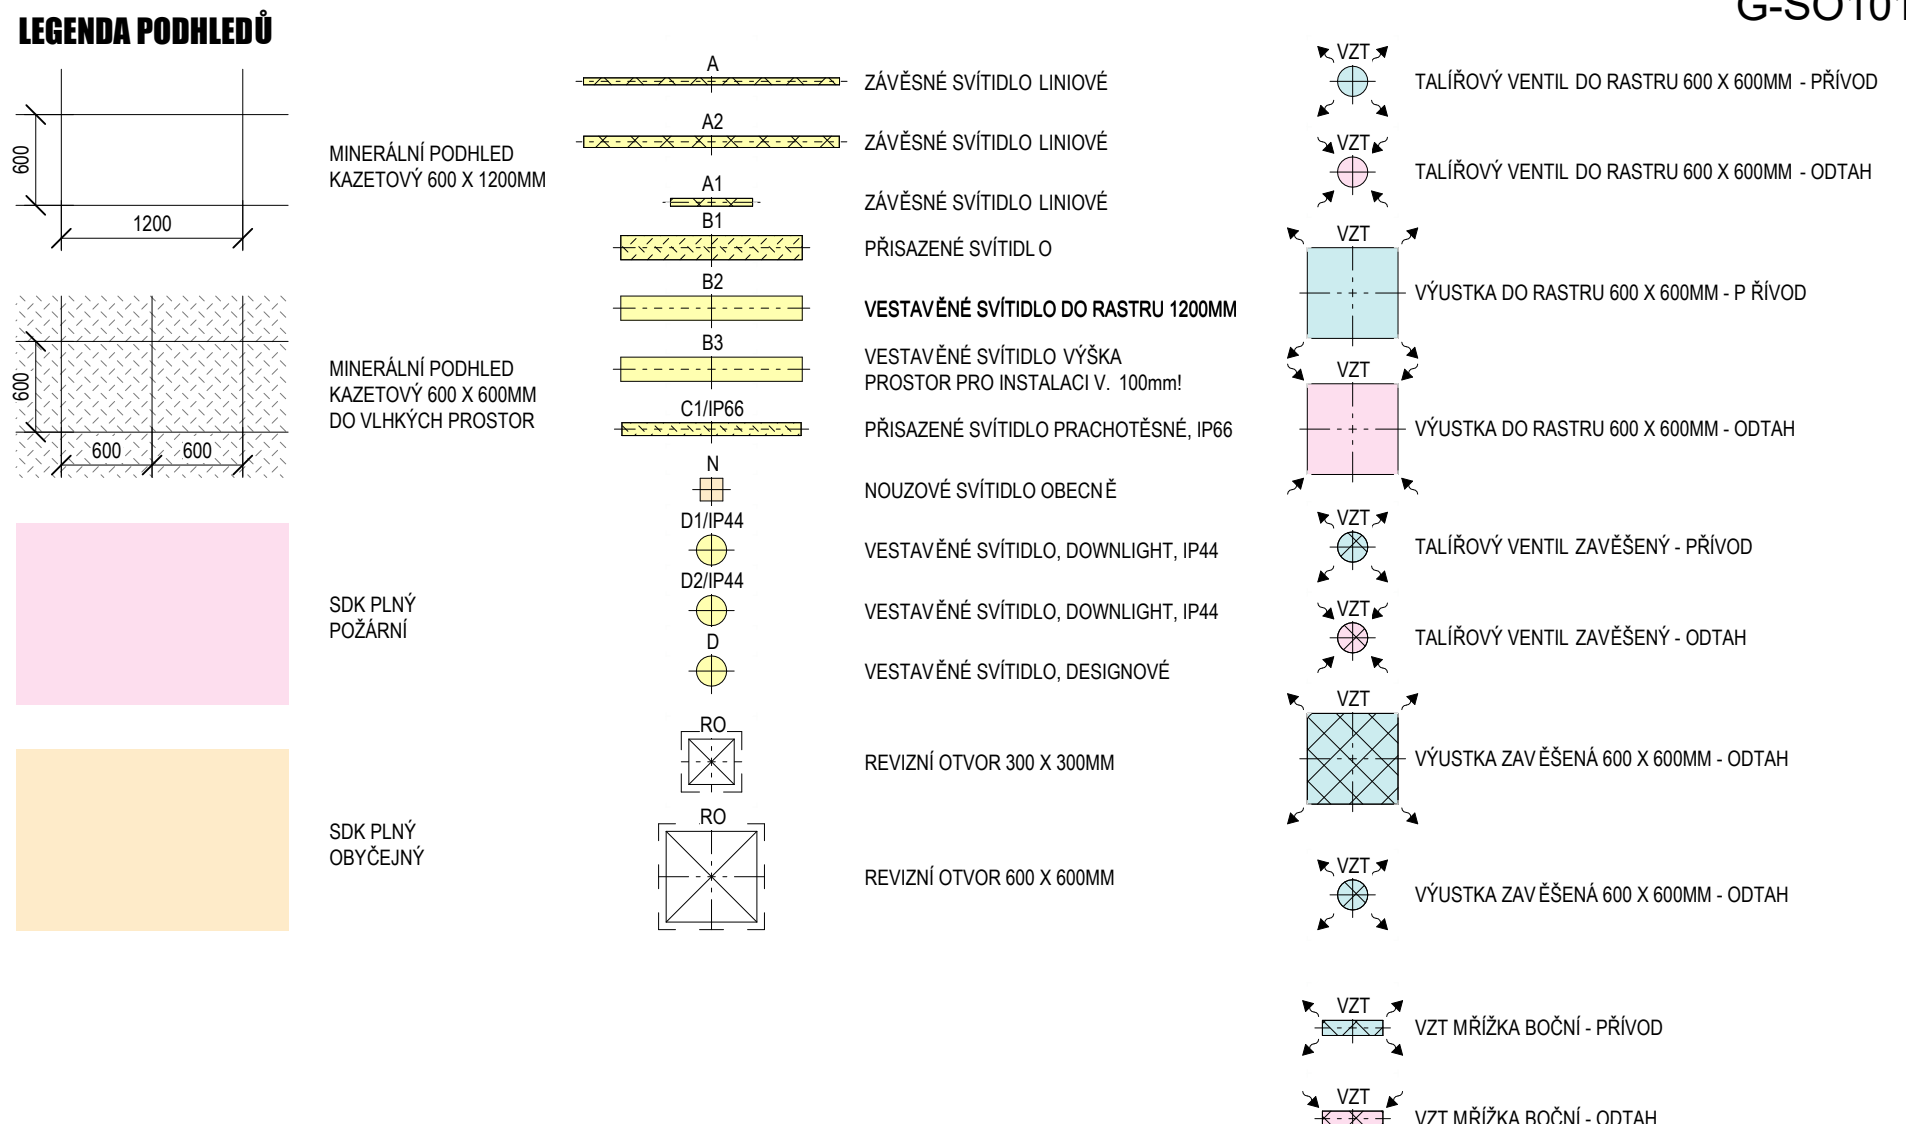 G-SO101
LEGENDA PODHLEDŮ
600
1200
MINERÁLNÍ PODHLED
KAZETOVÝ 600 X 1200MM
600
600
600
MINERÁLNÍ PODHLED
KAZETOVÝ 600 X 600MM
DO VLHKÝCH PROSTOR
SDK PLNÝ
POŽÁRNÍ
SDK PLNÝ
OBYČEJNÝ
A
ZÁVĚSNÉ SVÍTIDLO LINIOVÉ
A2
ZÁVĚSNÉ SVÍTIDLO LINIOVÉ
A1
ZÁVĚSNÉ SVÍTIDLO LINIOVÉ
B1
PŘISAZENÉ SVÍTIDLO
B2
VESTAVĚNÉ SVÍTIDLO DO RASTRU 1200MM
B3
VESTAVĚNÉ SVÍTIDLO VÝŠKA
PROSTOR PRO INSTALACI V. 100mm!
C1/IP66
PŘISAZENÉ SVÍTIDLO PRACHOTĚSNÉ, IP66
N
NOUZOVÉ SVÍTIDLO OBECNĚ
D1/IP44
VESTAVĚNÉ SVÍTIDLO, DOWNLIGHT, IP44
D2/IP44
VESTAVĚNÉ SVÍTIDLO, DOWNLIGHT, IP44
D
VESTAVĚNÉ SVÍTIDLO, DESIGNOVÉ
RO
REVIZNÍ OTVOR 300 X 300MM
RO
REVIZNÍ OTVOR 600 X 600MM
VZT
TALÍŘOVÝ VENTIL DO RASTRU 600 X 600MM - PŘÍVOD
VZT
TALÍŘOVÝ VENTIL DO RASTRU 600 X 600MM - ODTAH
VZT
VÝUSTKA DO RASTRU 600 X 600MM - P ŘÍVOD
VZT
VÝUSTKA DO RASTRU 600 X 600MM - ODTAH
VZT
TALÍŘOVÝ VENTIL ZAVĚŠENÝ - PŘÍVOD
VZT
TALÍŘOVÝ VENTIL ZAVĚŠENÝ - ODTAH
VZT
VÝUSTKA ZAVĚŠENÁ 600 X 600MM - ODTAH
VZT
VÝUSTKA ZAVĚŠENÁ 600 X 600MM - ODTAH
VZT
VZT MŘÍŽKA BOČNÍ - PŘÍVOD
VZT
VZT MŘÍŽKA BOČNÍ - ODTAH